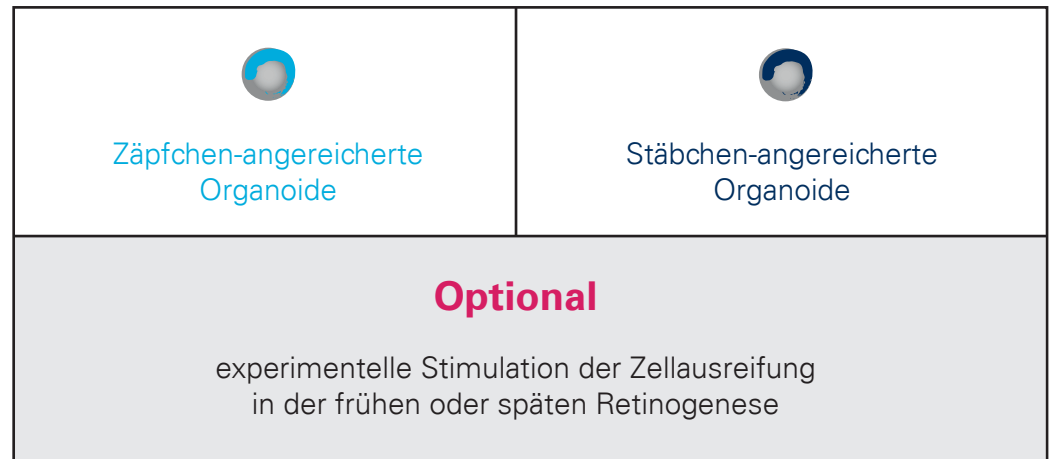 Zäpfchen-angereicherte
Organoide
Stäbchen-angereicherte
Organoide
Optional
experimentelle Stimulation der Zellausreifung
in der frühen oder späten Retinogenese